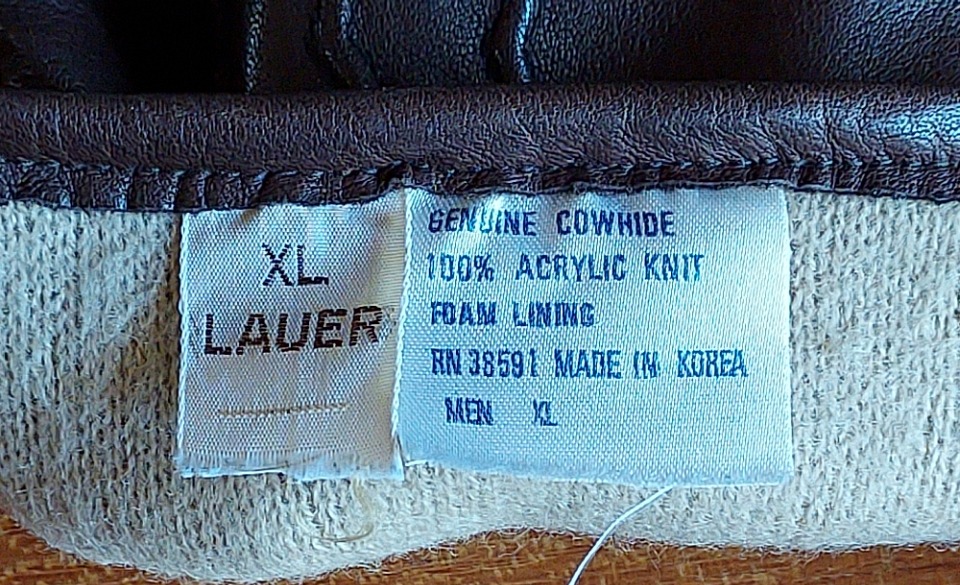 XL
LAUER
GENUINE COWHIDE
100% ACRYLIC KNIT
FOAM LINING
RN 38591 MADE IN KOREA
MEN XL